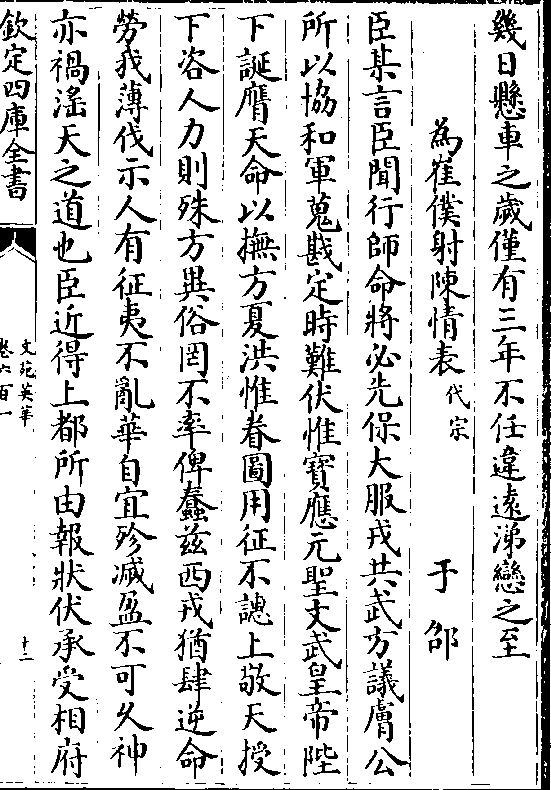 幾日懸車之歲僅有三年不任違遠涕戀之至
為崔僕射陳情表代宗 于邵
臣某言臣聞行師命將必先保大服戎共武方議膚公
所以協和軍蒐戡定時難伏惟寶應元聖文武皇帝陛
下誕膺天命以撫方夏洪惟眷圖用征不譓上敬天授
下咨人力則殊方異俗罔不率俾蠢茲西戎猶肆逆命
勞我薄伐示人有征夷不亂華自宜殄滅盈不可久神
亦禍滛天之道也臣近得上都所由報狀伏承受相府
欽定四庫全書
文苑英華
卷六百一
十二